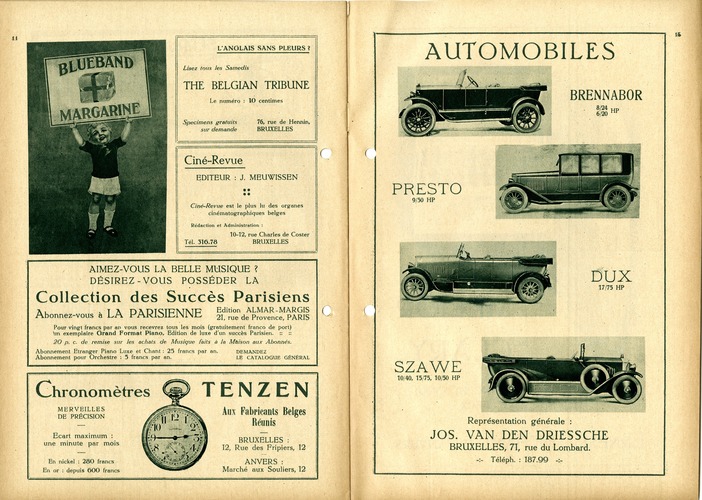 11
BLUEBAND
MARGARINE
L'ANGLAIS SANS PLEURS ?
Lisez tous les Samedis
THE BELGIAN TRIBUNE
Le numéro : 10 centimes
Specimens gratuits
sur demande
76, rue de Hennin,
BRUXELLES
Ciné-Revue
EDITEUR : J. MEUWISSEN
Ciné-Revue est le plus lu des organes
cinématographiques belges
Rédaction et Administration :
10-12, rue Charles de Coster
Tél. 316.78 BRUXELLES
AIMEZ-VOUS LA BELLE MUSIQUE ?
DÉSIREZ-VOUS POSSÉDER LA
Collection des Succès Parisiens
Abonnez-vous à LA PARISIENNE
Edition ALMAR-MARGIS
21, rue de Provence, PARIS
Pour vingt francs par an vous recevrez tous les mois (gratuitement franco de port)
un exemplaire Grand Format Piano. Edition de luxe d'un succès Parisien.
20 p. c. de remise sur les achats de Musique faits à la Maison aux Abonnés.
Abonnement Etranger Piano Luxe et Chant : 25 francs par an.
Abonnement pour Orchestre : 5 francs par an.
DEMANDEZ
LE CATALOGUE GÉNÉRAL
Chronomètres TENZEN
MERVEILLES
DE PRÉCISION
Ecart maximum :
une minute par mois
En nickel : 280 francs
En or : depuis 600 francs
Aux Fabricants Belges
Réunis
BRUXELLES :
12, Rue des Fripiers, 12
ANVERS :
Marché aux Souliers, 12
15
AUTOMOBILES
BRENNABOR
8/24
6/20 HP
PRESTO
9/30 HP
DUX
17/75 HP
SZAWE
10/40, 15/75, 10/50 HP
Représentation générale :
JOS. VAN DEN DRIESSCHE
BRUXELLES, 71, rue du Lombard.
-:- Téléph. : 187.99 -:-